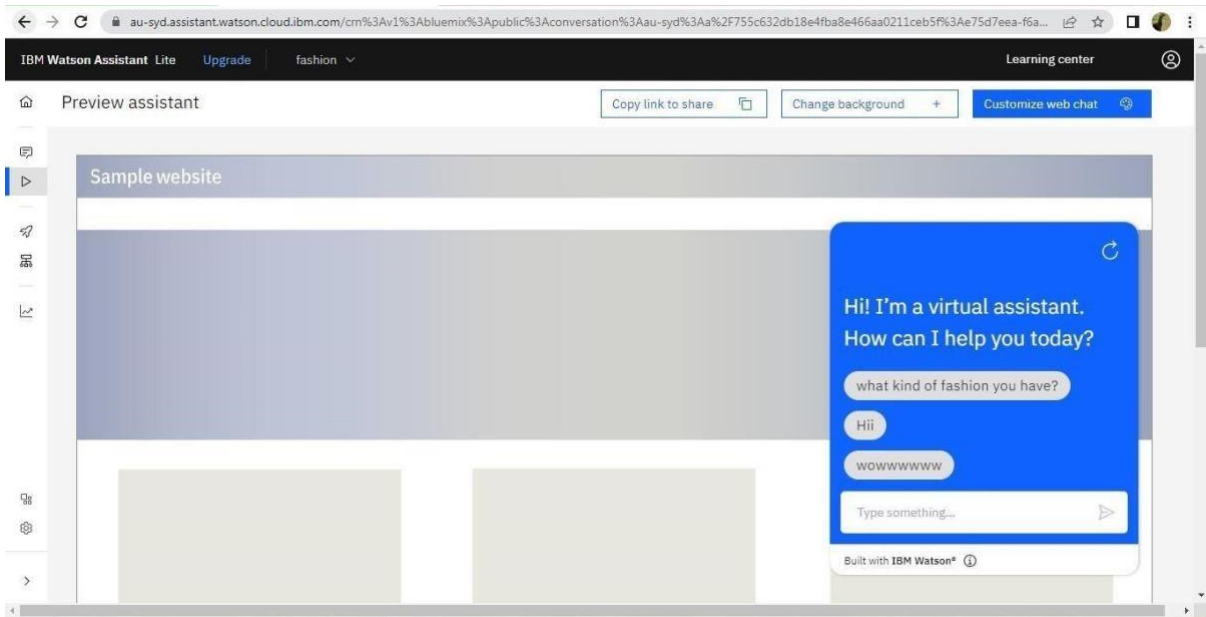 au-syd.assistant.watson.cloud.ibm.com/crn%3Av1%3Abluemix%3Apublic%3Aconversation%3Aau-syd%3Aa%2F755c632db18e4fba8e466aa0211ceb5f%3Ae75d7eea-f6a...
IBM Watson Assistant Lite Upgrade fashion Learning center
Preview assistant Copy link to share Change background + Customize web chat
Sample website
Hi! I'm a virtual assistant.
How can I help you today?
what kind of fashion you have?
Hii
wowwwwww
Type something...
Built with IBM Watson®